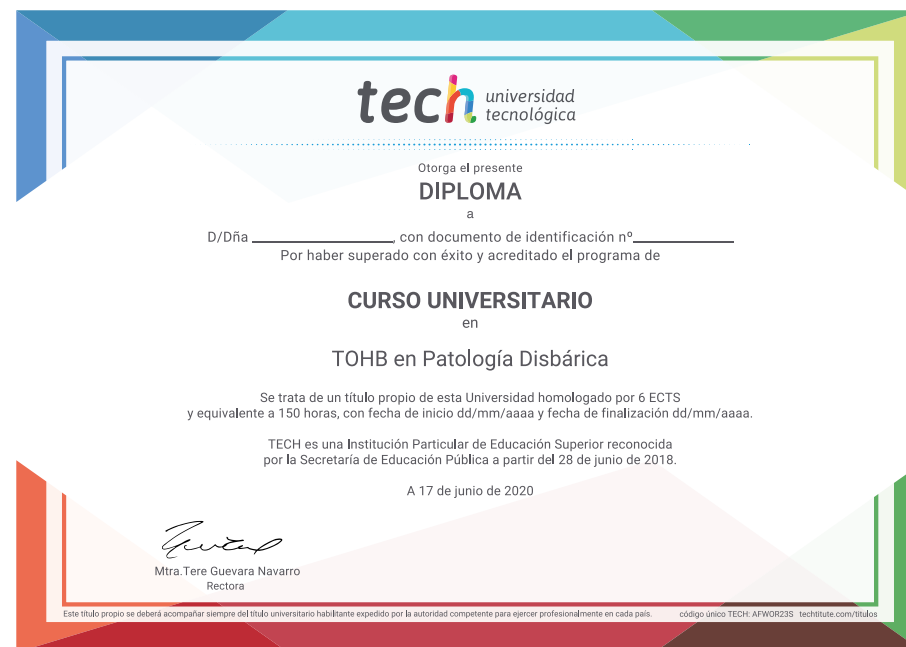 tech universidad
tecnológica
Otorga el presente
DIPLOMA
a
D/Dña ____________________, con documento de identificación nº______________
Por haber superado con éxito y acreditado el programa de
CURSO UNIVERSITARIO
en
TOHB en Patología Disbárica
Se trata de un título propio de esta Universidad homologado por 6 ECTS
y equivalente a 150 horas, con fecha de inicio dd/mm/aaaa y fecha de finalización dd/mm/aaaa.
TECH es una Institución Particular de Educación Superior reconocida
por la Secretaría de Educación Pública a partir del 28 de junio de 2018.
A 17 de junio de 2020
Mtra.Tere Guevara Navarro
Rectora
Este título propio se deberá acompañar siempre del título universitario habilitante expedido por la autoridad competente para ejercer profesionalmente en cada país. código único TECH: AFWOR23S techtitute.com/titulos